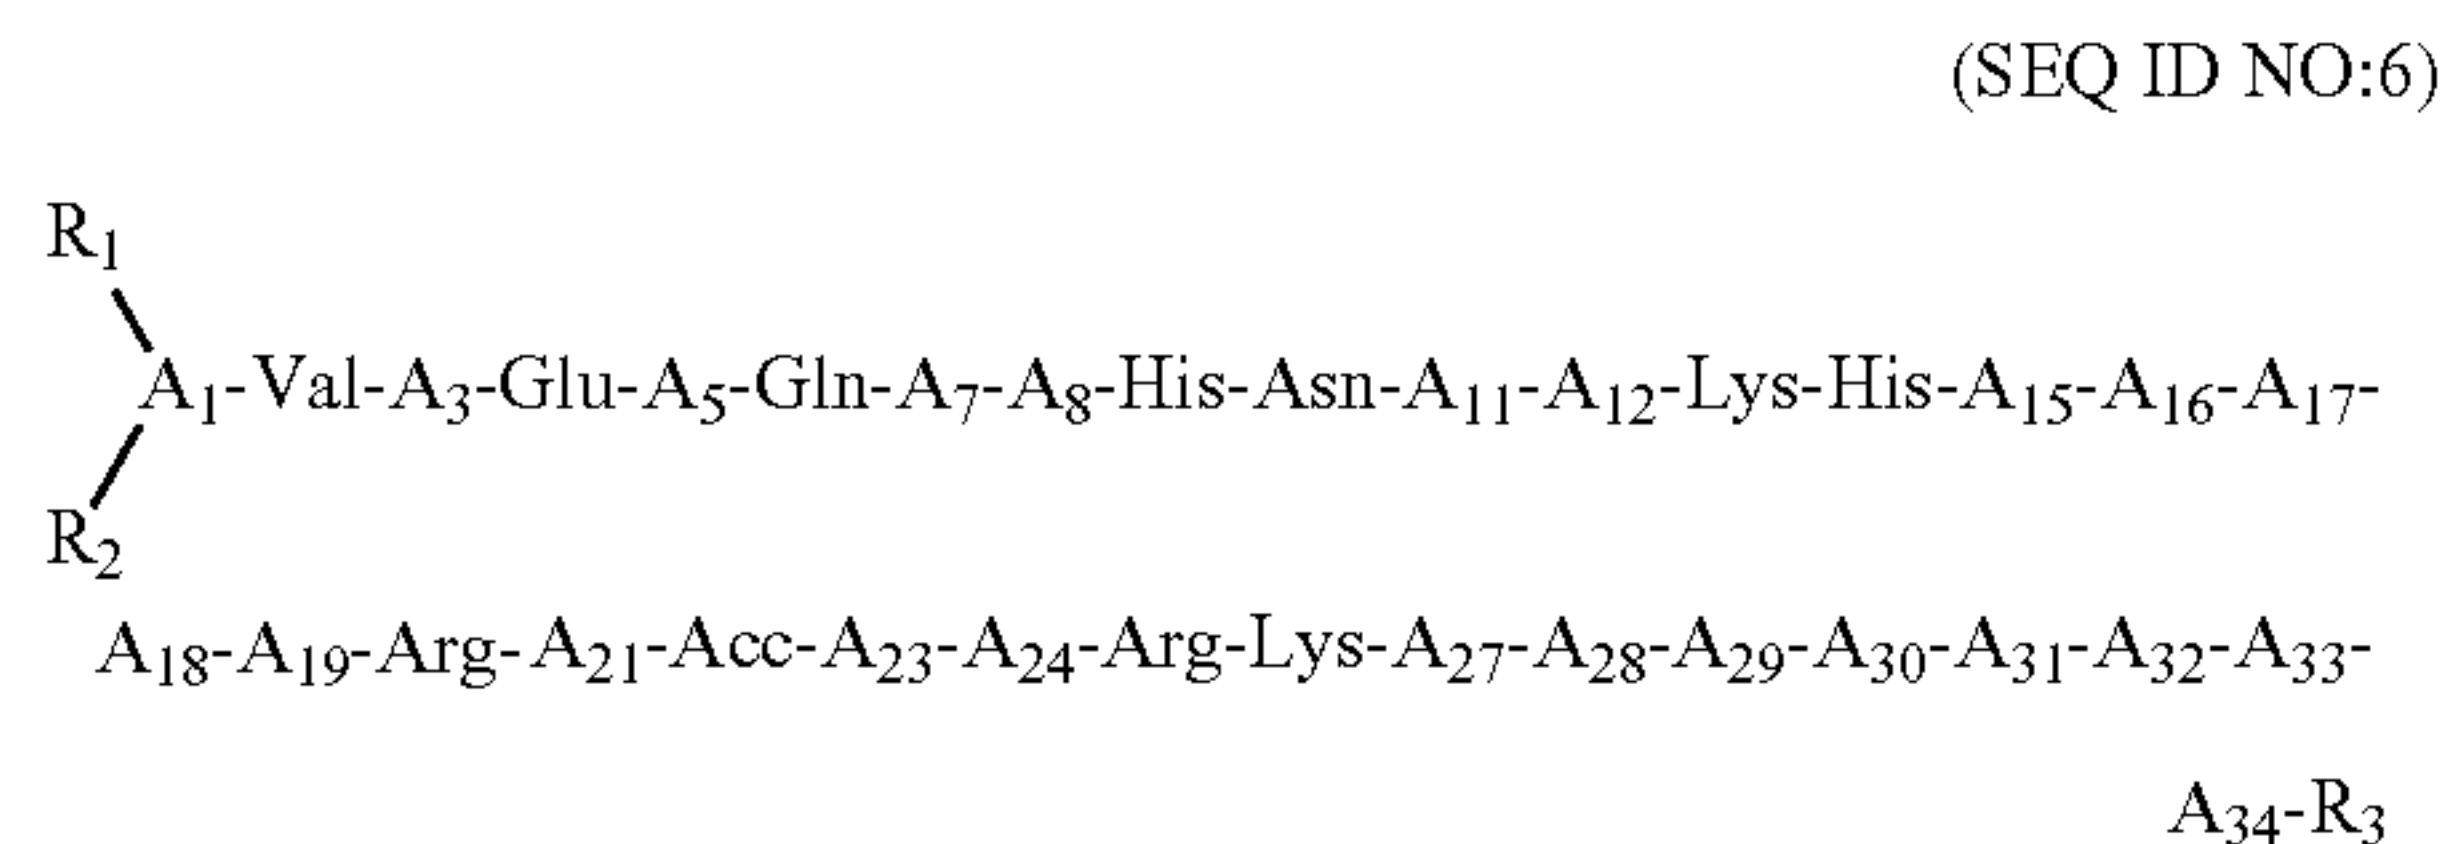 (SEQ ID NO:6)
R₁
A₁-Val-A₃-Glu-A₅-Gln-A₇-A₈-His-Asn-A₁₁-A₁₂-Lys-His-A₁₅-A₁₆-A₁₇-
R₂
A₁₈-A₁₉-Arg-A₂₁-Acc-A₂₃-A₂₄-Arg-Lys-A₂₇-A₂₈-A₂₉-A₃₀-A₃₁-A₃₂-A₃₃-
A₃₄-R₃